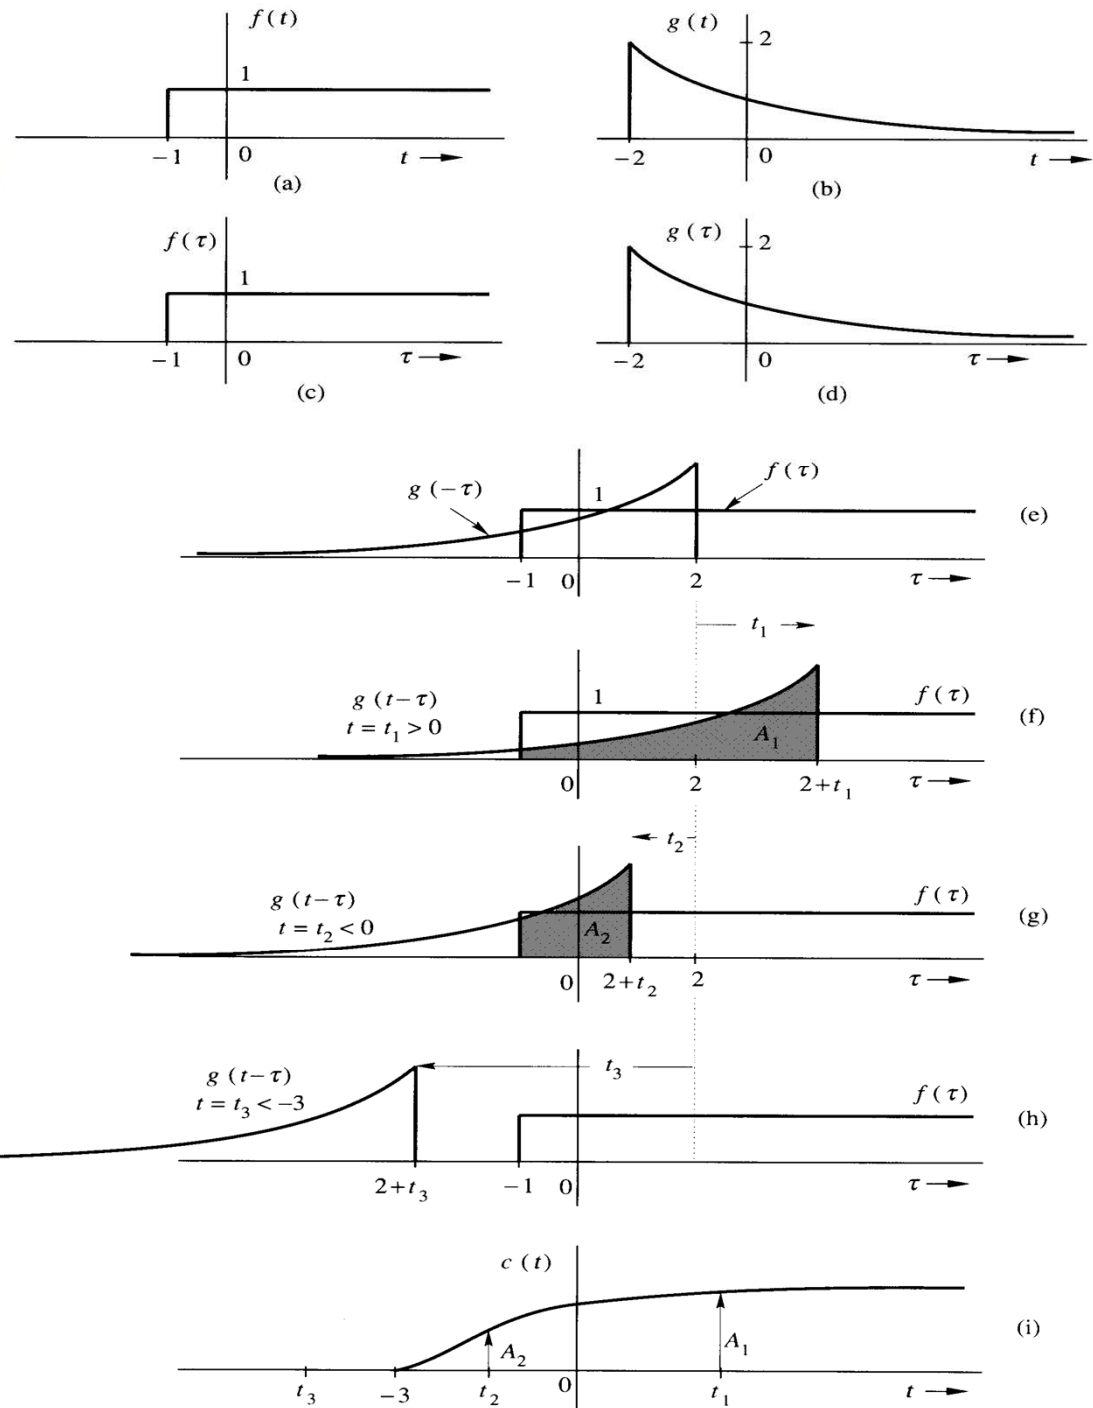 f(t)
1
−1
0
t
(a)
g(t)
2
−2
0
t
(b)
f(τ)
1
−1
0
τ
(c)
g(τ)
2
−2
0
τ
(d)
g(−τ)
1
f(τ)
(e)
−1
0
2
τ
t₁
g(t−τ)
t = t₁ > 0
1
f(τ)
(f)
A₁
0
2
2+t₁
τ
t₂
g(t−τ)
t = t₂ < 0
f(τ)
(g)
A₂
0
2+t₂
2
τ
g(t−τ)
t = t₃ < −3
t₃
f(τ)
(h)
2+t₃
−1
0
τ
c(t)
(i)
A₂
A₁
t₃
−3
t₂
0
t₁
t